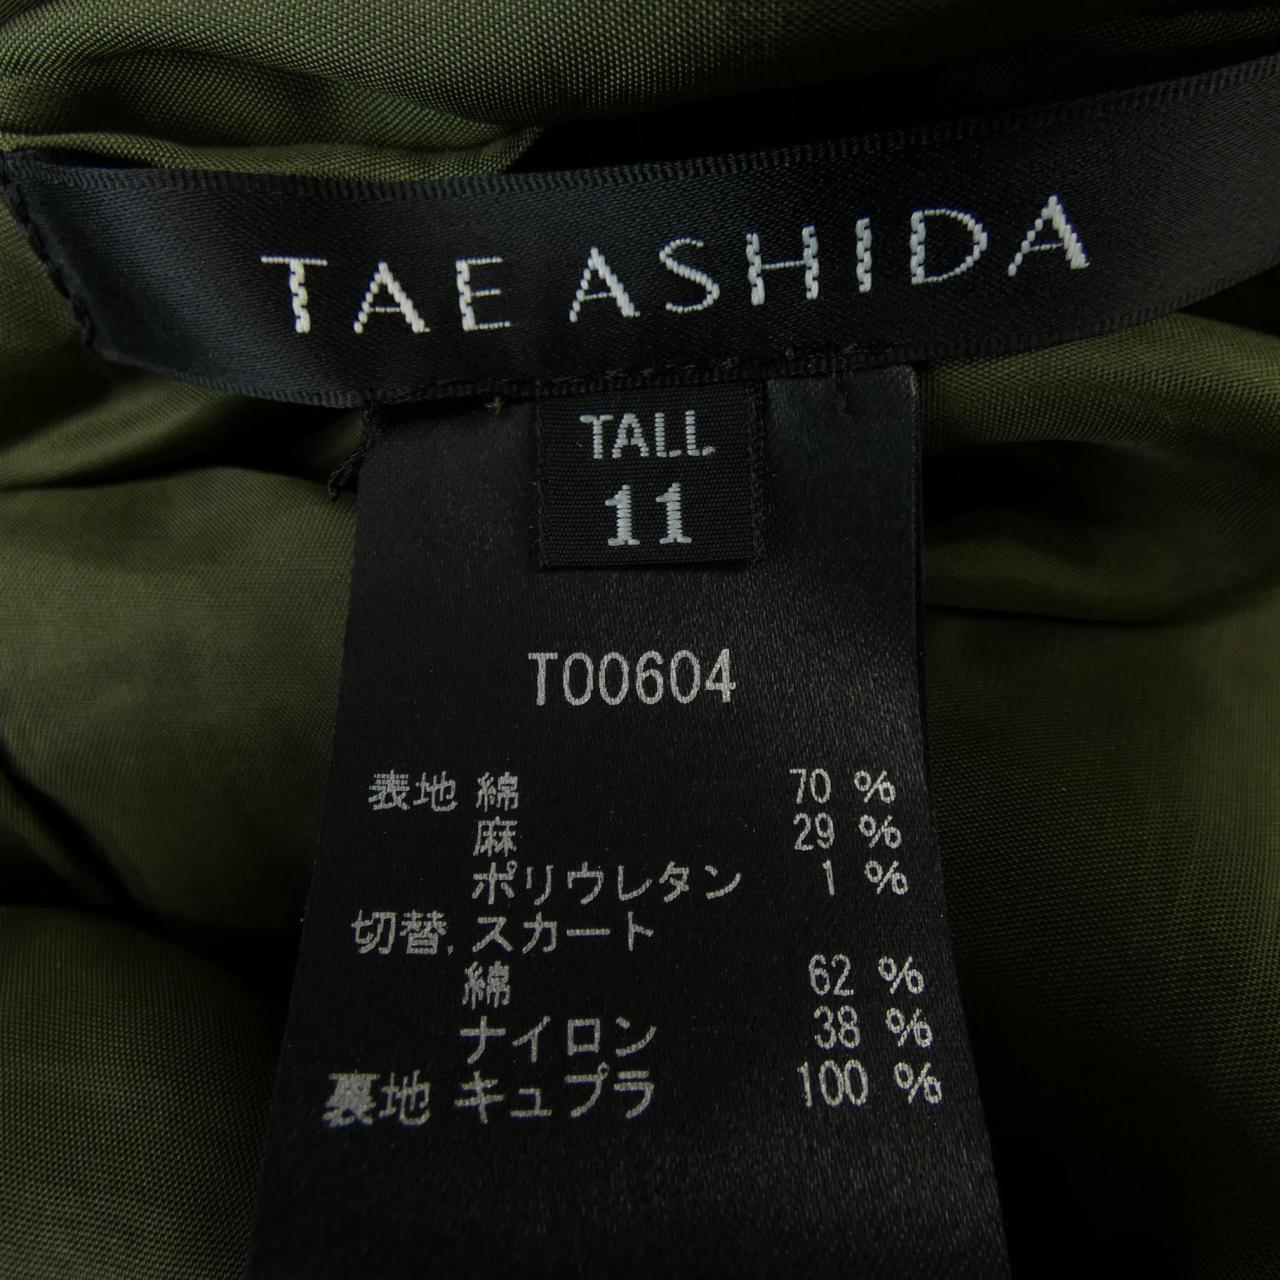 TAE ASHIDA
TALL
11
T00604
表地 綿 70 %
麻 29 %
ポリウレタン 1 %
切替, スカート
綿 62 %
ナイロン 38 %
裏地 キュプラ 100 %